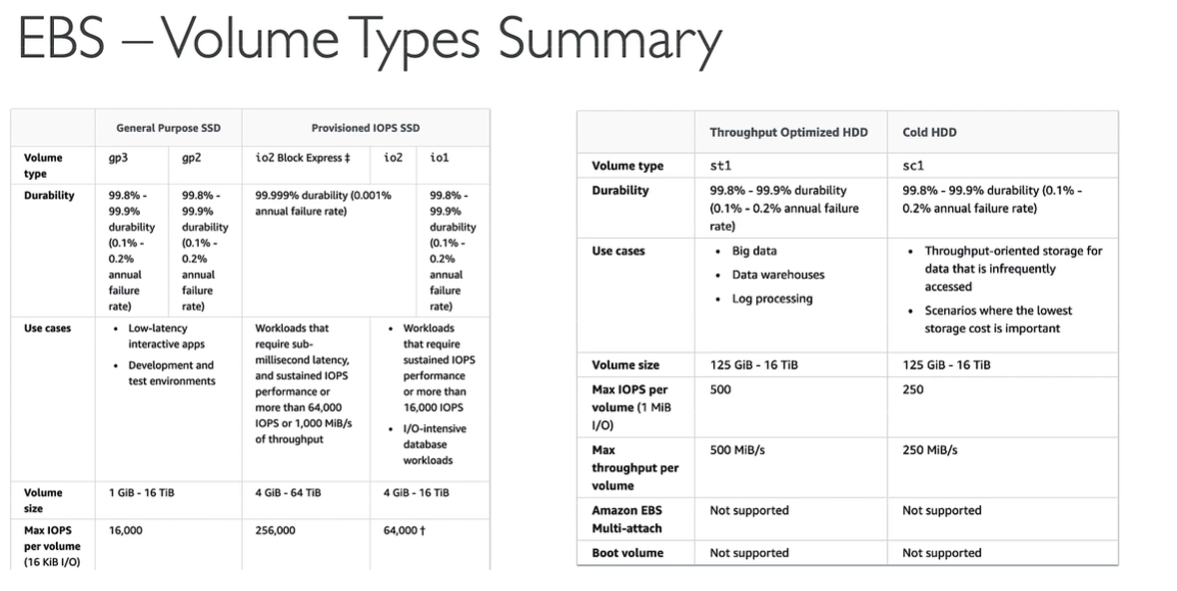 EBS – Volume Types Summary
General Purpose SSD Provisioned IOPS SSD
Volume type gp3 gp2 io2 Block Express ‡ io2 io1
Durability 99.8% - 99.9% durability (0.1% - 0.2% annual failure rate) 99.8% - 99.9% durability (0.1% - 0.2% annual failure rate) 99.999% durability (0.001% annual failure rate) 99.8% - 99.9% durability (0.1% - 0.2% annual failure rate)
Use cases
• Low-latency interactive apps
• Development and test environments
Workloads that require sub-millisecond latency, and sustained IOPS performance or more than 64,000 IOPS or 1,000 MiB/s of throughput
• Workloads that require sustained IOPS performance or more than 16,000 IOPS
• I/O-intensive database workloads
Volume size 1 GiB - 16 TiB 4 GiB - 64 TiB 4 GiB - 16 TiB
Max IOPS per volume (16 KiB I/O) 16,000 256,000 64,000 †
Throughput Optimized HDD Cold HDD
Volume type st1 sc1
Durability 99.8% - 99.9% durability (0.1% - 0.2% annual failure rate) 99.8% - 99.9% durability (0.1% - 0.2% annual failure rate)
Use cases
• Big data
• Data warehouses
• Log processing
• Throughput-oriented storage for data that is infrequently accessed
• Scenarios where the lowest storage cost is important
Volume size 125 GiB - 16 TiB 125 GiB - 16 TiB
Max IOPS per volume (1 MiB I/O) 500 250
Max throughput per volume 500 MiB/s 250 MiB/s
Amazon EBS Multi-attach Not supported Not supported
Boot volume Not supported Not supported